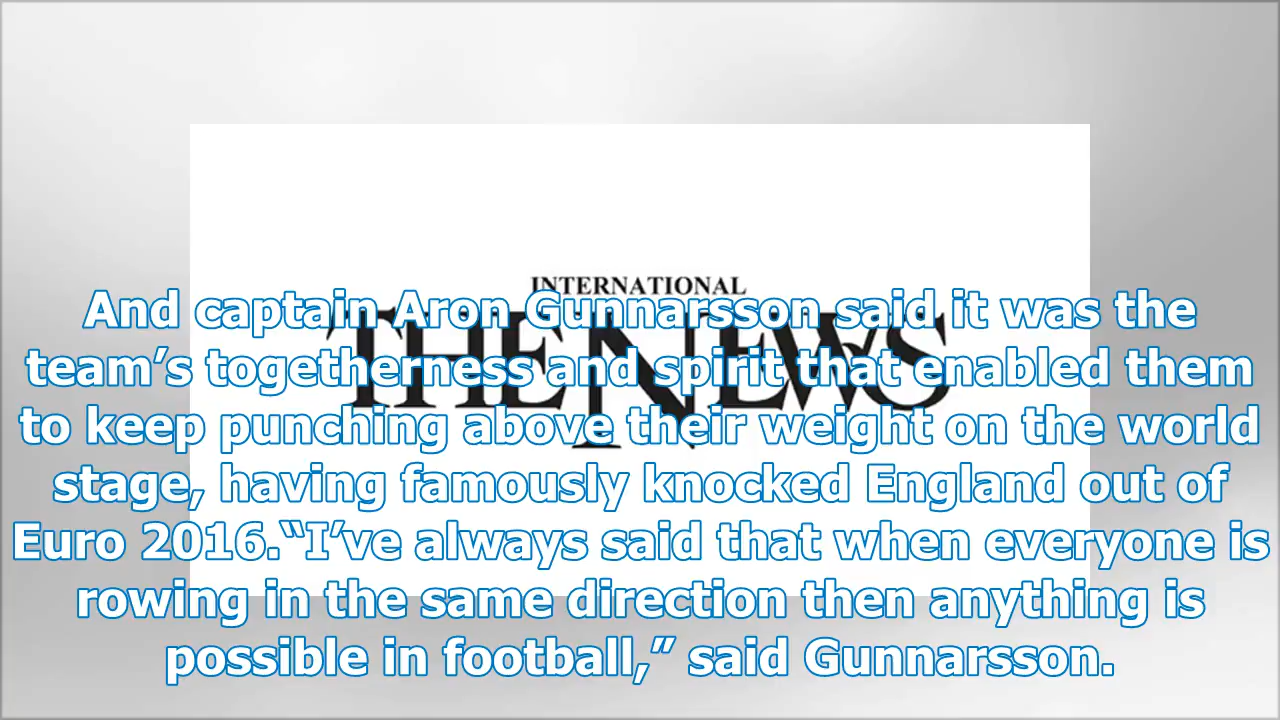 INTERNATIONAL
THE NEWS
And captain Aron Gunnarsson said it was the
team’s togetherness and spirit that enabled them
to keep punching above their weight on the world
stage, having famously knocked England out of
Euro 2016.“I’ve always said that when everyone is
rowing in the same direction then anything is
possible in football,” said Gunnarsson.